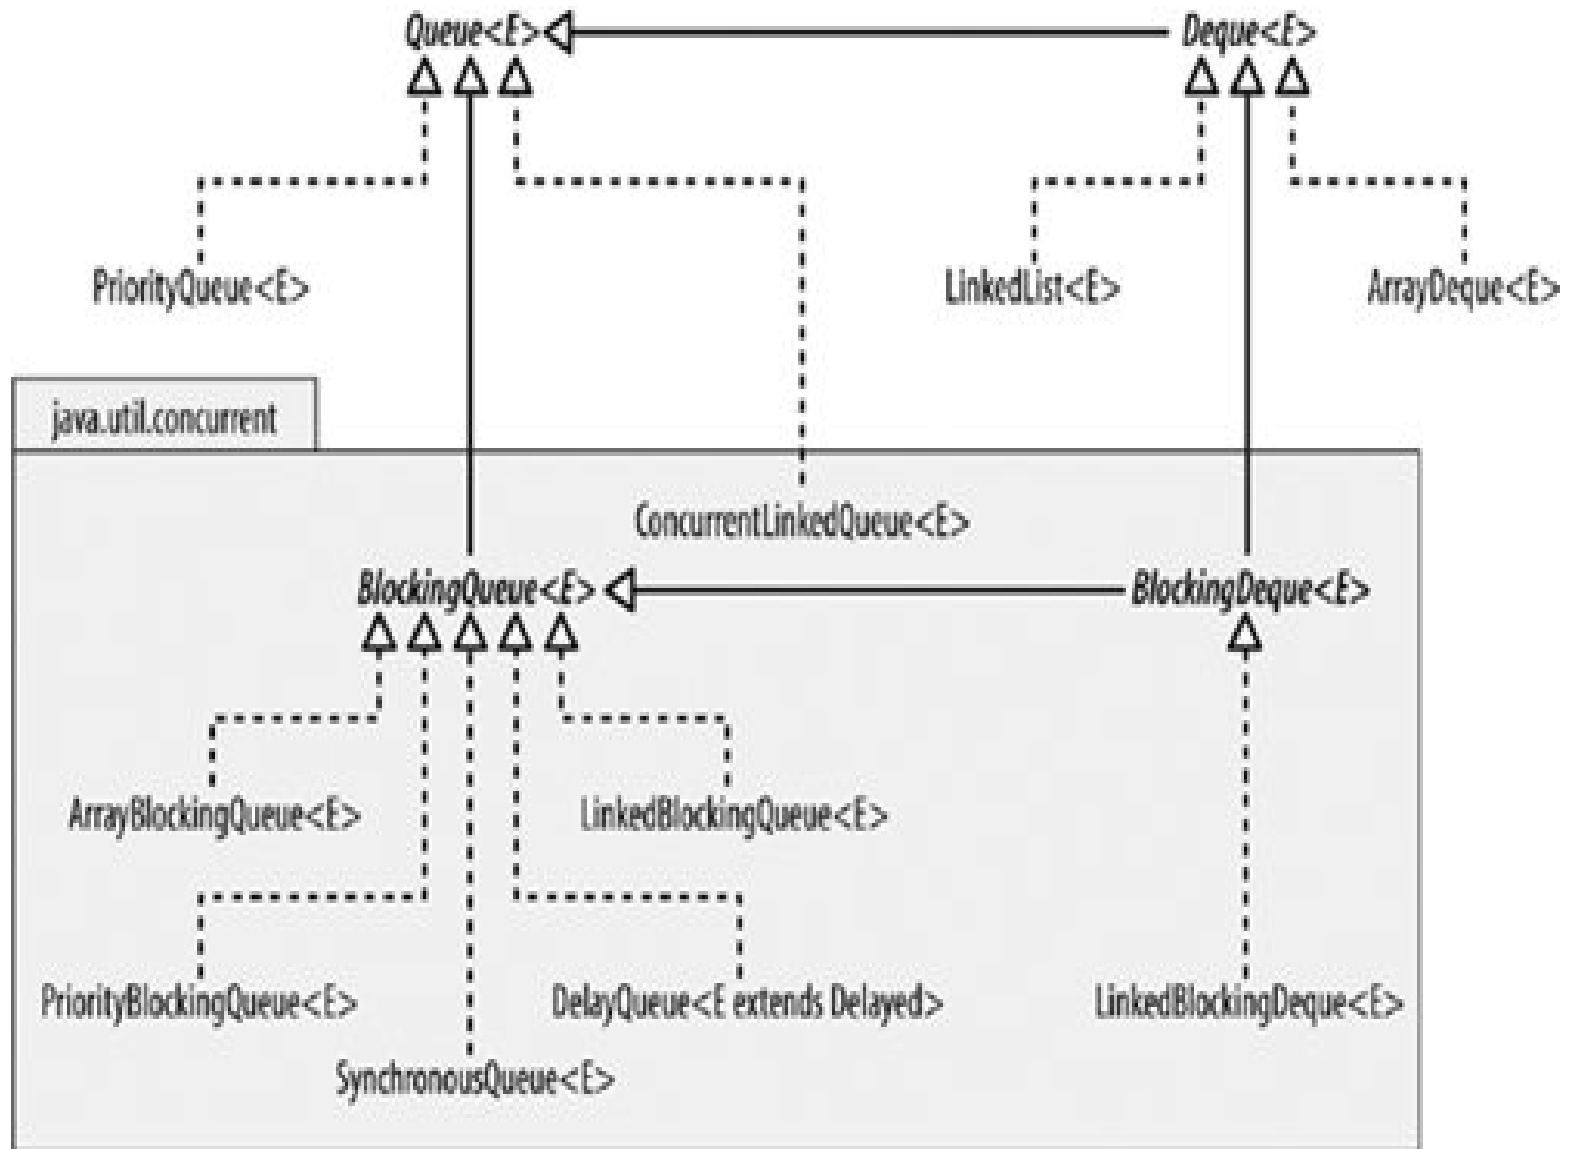 Queue<E>
Deque<E>
PriorityQueue<E>
LinkedList<E>
ArrayDeque<E>
java.util.concurrent
ConcurrentLinkedQueue<E>
BlockingQueue<E>
BlockingDeque<E>
ArrayBlockingQueue<E>
LinkedBlockingQueue<E>
PriorityBlockingQueue<E>
DelayQueue<E extends Delayed>
LinkedBlockingDeque<E>
SynchronousQueue<E>